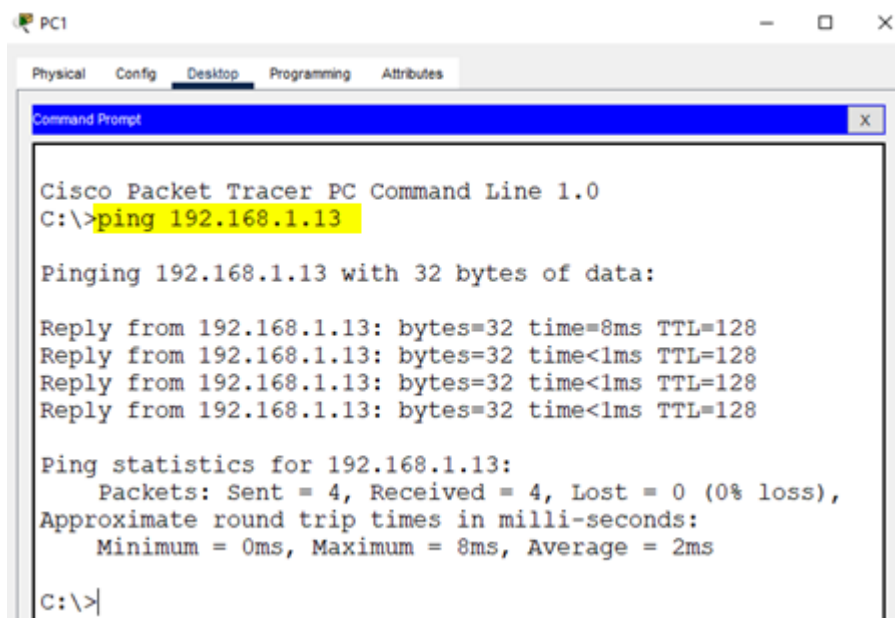 PC1
Physical Config Desktop Programming Attributes
Command Prompt X
Cisco Packet Tracer PC Command Line 1.0
C:\>ping 192.168.1.13
Pinging 192.168.1.13 with 32 bytes of data:
Reply from 192.168.1.13: bytes=32 time=8ms TTL=128
Reply from 192.168.1.13: bytes=32 time<1ms TTL=128
Reply from 192.168.1.13: bytes=32 time<1ms TTL=128
Reply from 192.168.1.13: bytes=32 time<1ms TTL=128
Ping statistics for 192.168.1.13:
Packets: Sent = 4, Received = 4, Lost = 0 (0% loss),
Approximate round trip times in milli-seconds:
Minimum = 0ms, Maximum = 8ms, Average = 2ms
C:\>